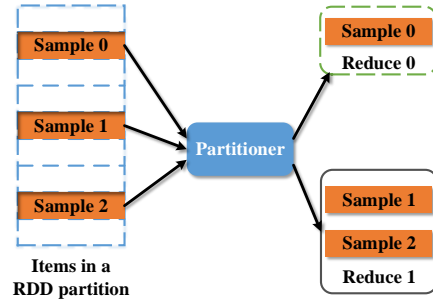 Sample 0
Sample 1
Sample 2
Items in a
RDD partition
Partitioner
Sample 0
Reduce 0
Sample 1
Sample 2
Reduce 1